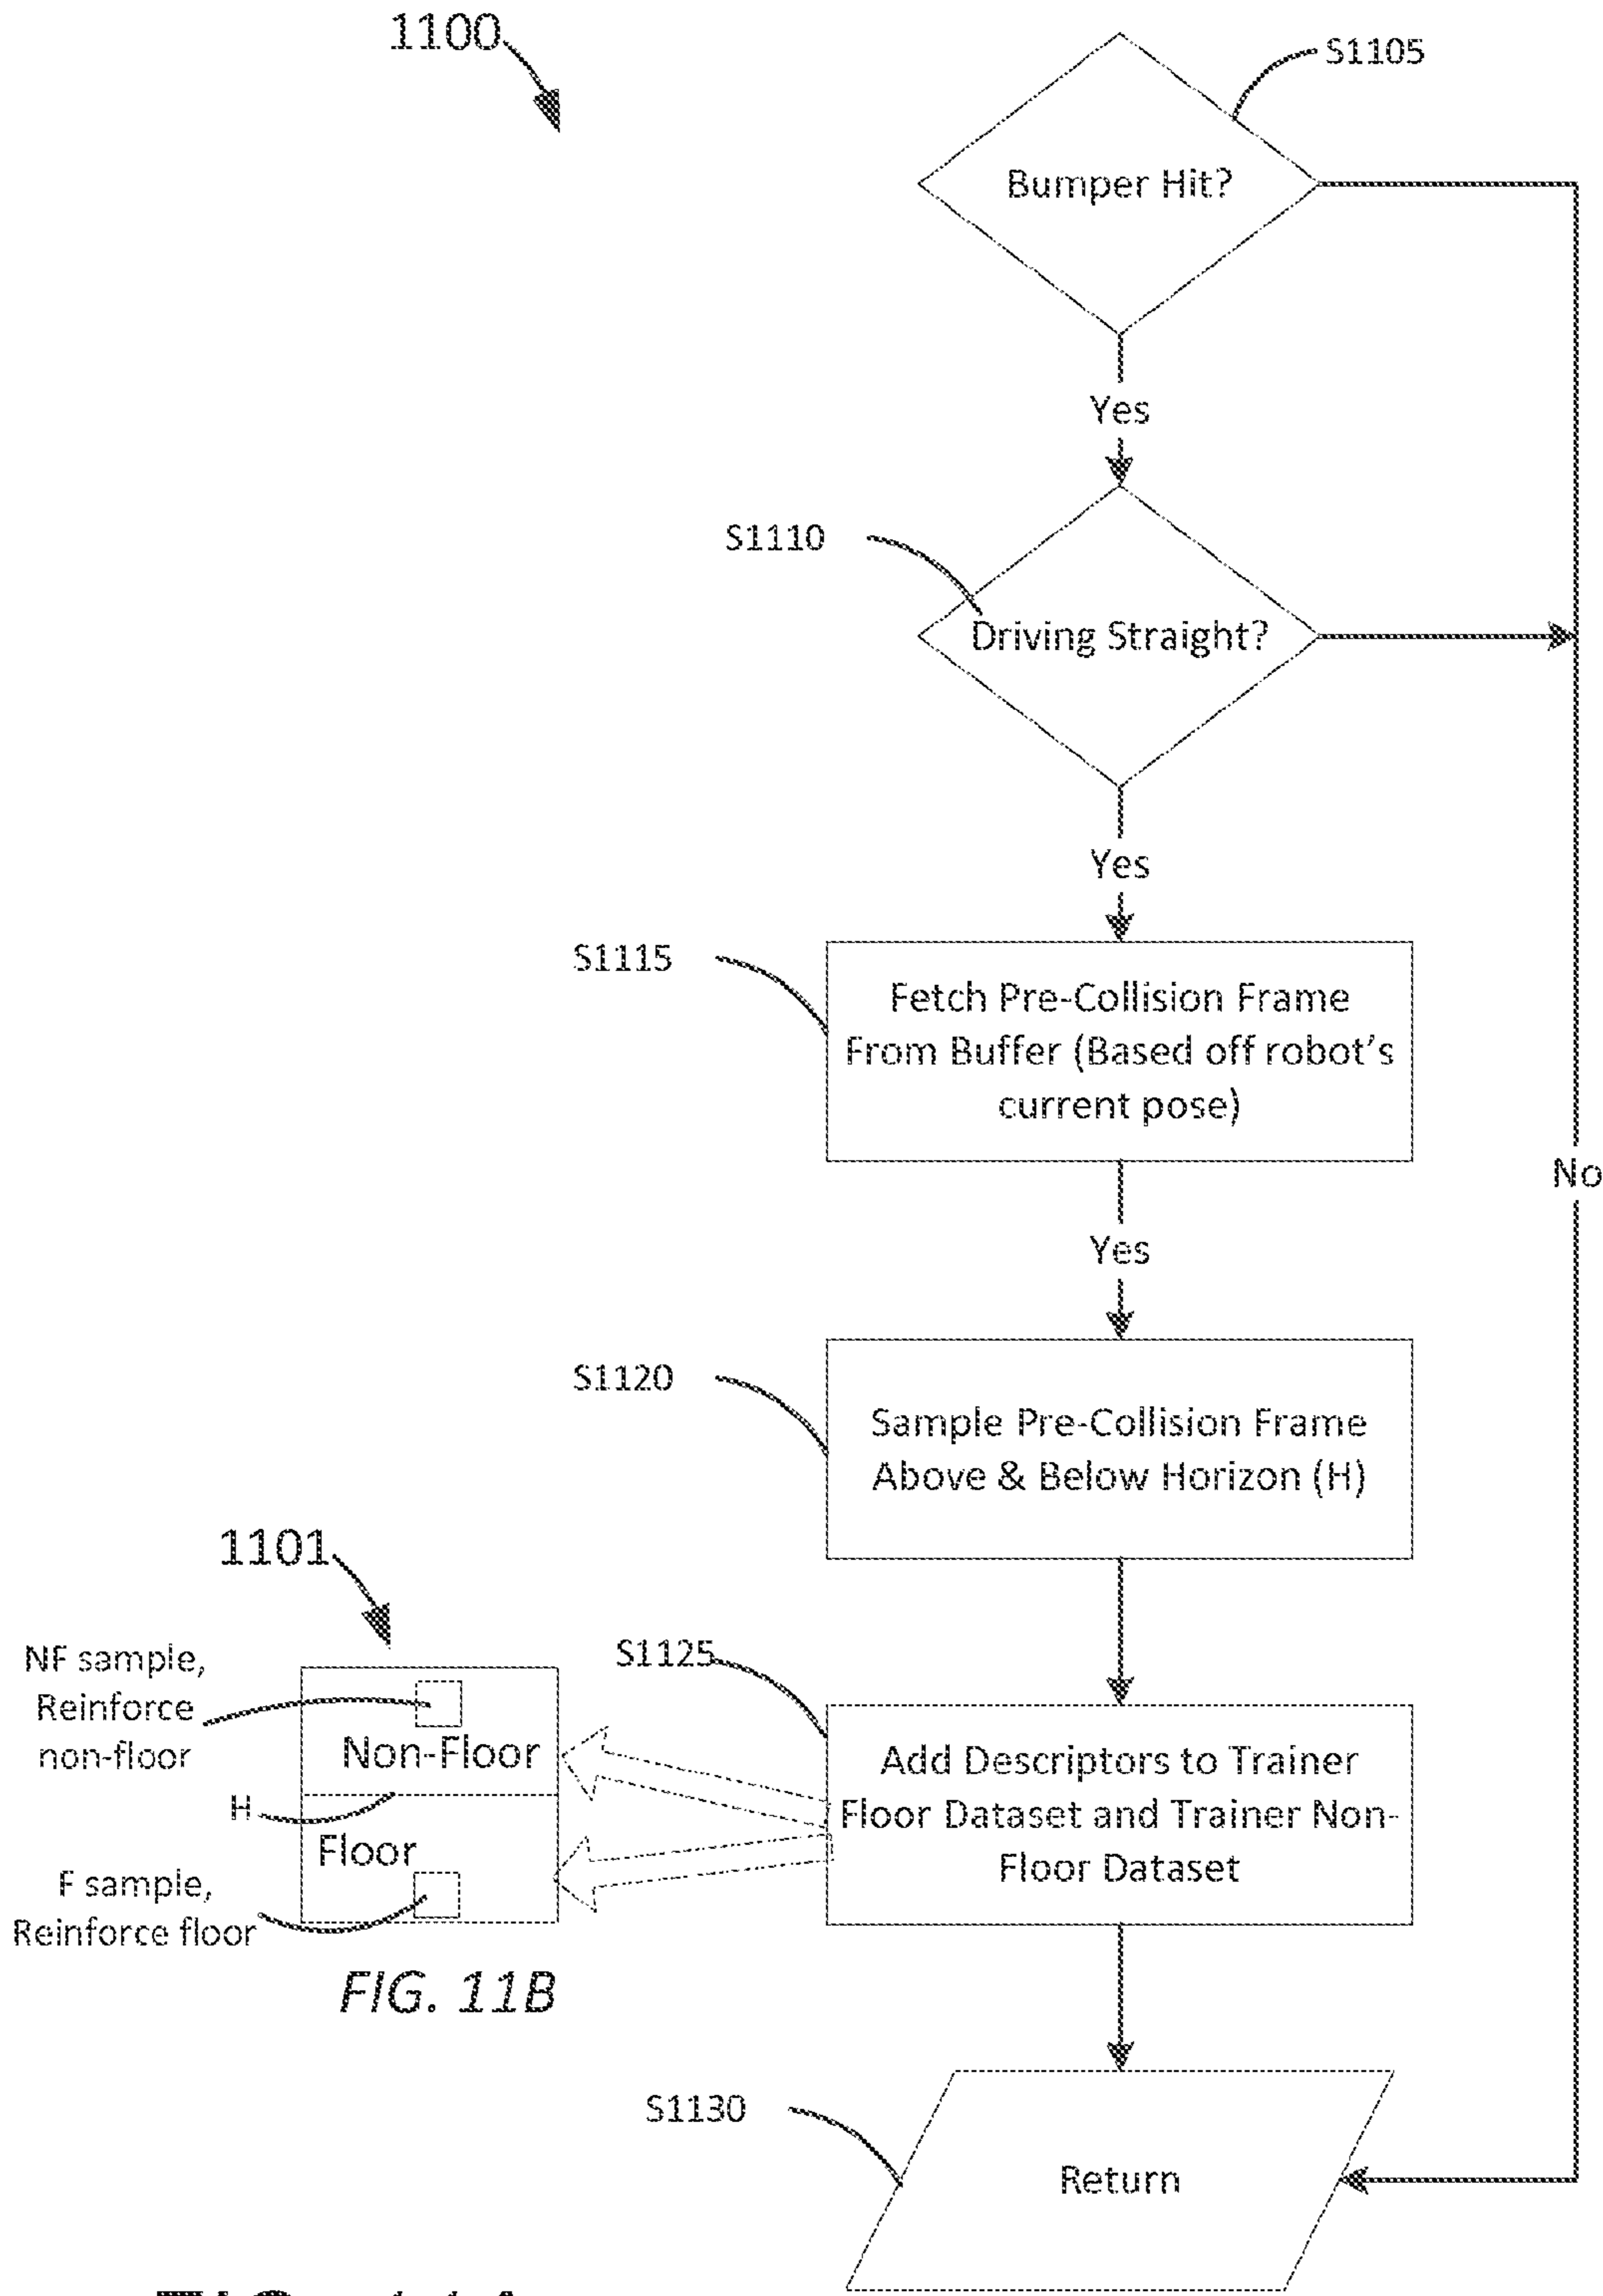 1100
S1105
Bumper Hit?
Yes
S1110
Driving Straight?
Yes
S1115
Fetch Pre-Collision Frame
From Buffer (Based off robot's
current pose)
No
Yes
S1120
Sample Pre-Collision Frame
Above & Below Horizon (H)
1101
NF sample,
Reinforce
non-floor
Non-Floor
H
Floor
F sample,
Reinforce floor
FIG. 11B
S1125
Add Descriptors to Trainer
Floor Dataset and Trainer Non-
Floor Dataset
S1130
Return